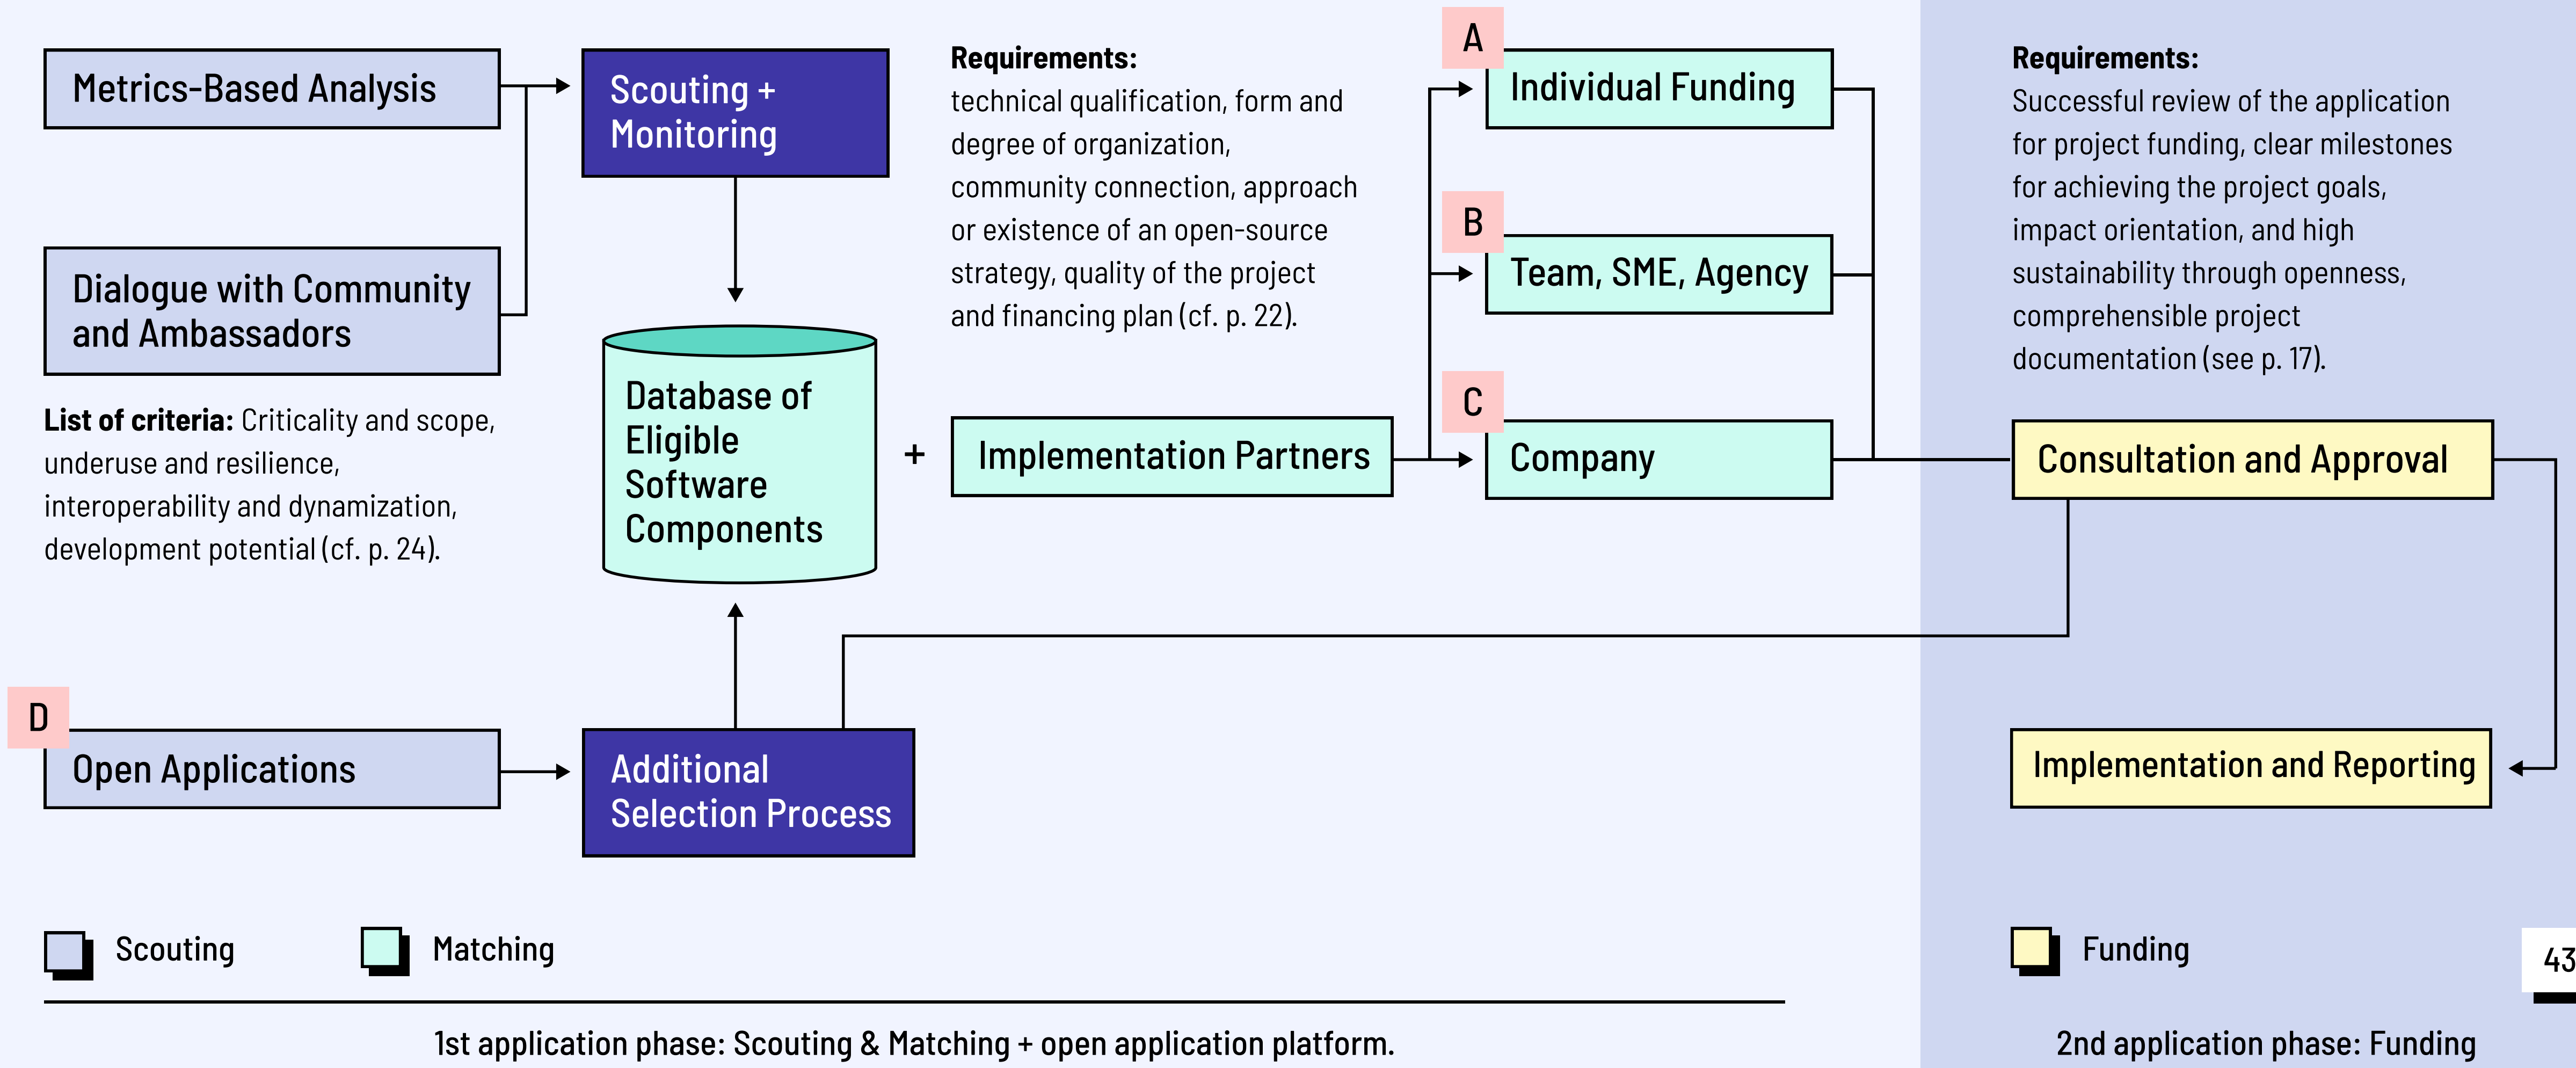 Metrics-Based Analysis
Dialogue with Community
and Ambassadors
List of criteria: Criticality and scope,
underuse and resilience,
interoperability and dynamization,
development potential (cf. p. 24).
D
Open Applications
Scouting +
Monitoring
Database of
Eligible
Software
Components
Additional
Selection Process
+
Requirements:
technical qualification, form and
degree of organization,
community connection, approach
or existence of an open-source
strategy, quality of the project
and financing plan (cf. p. 22).
Implementation Partners
A
Individual Funding
B
Team, SME, Agency
C
Company
Requirements:
Successful review of the application
for project funding, clear milestones
for achieving the project goals,
impact orientation, and high
sustainability through openness,
comprehensible project
documentation (see p. 17).
Consultation and Approval
Implementation and Reporting
Scouting
Matching
Funding
43
1st application phase: Scouting & Matching + open application platform.
2nd application phase: Funding